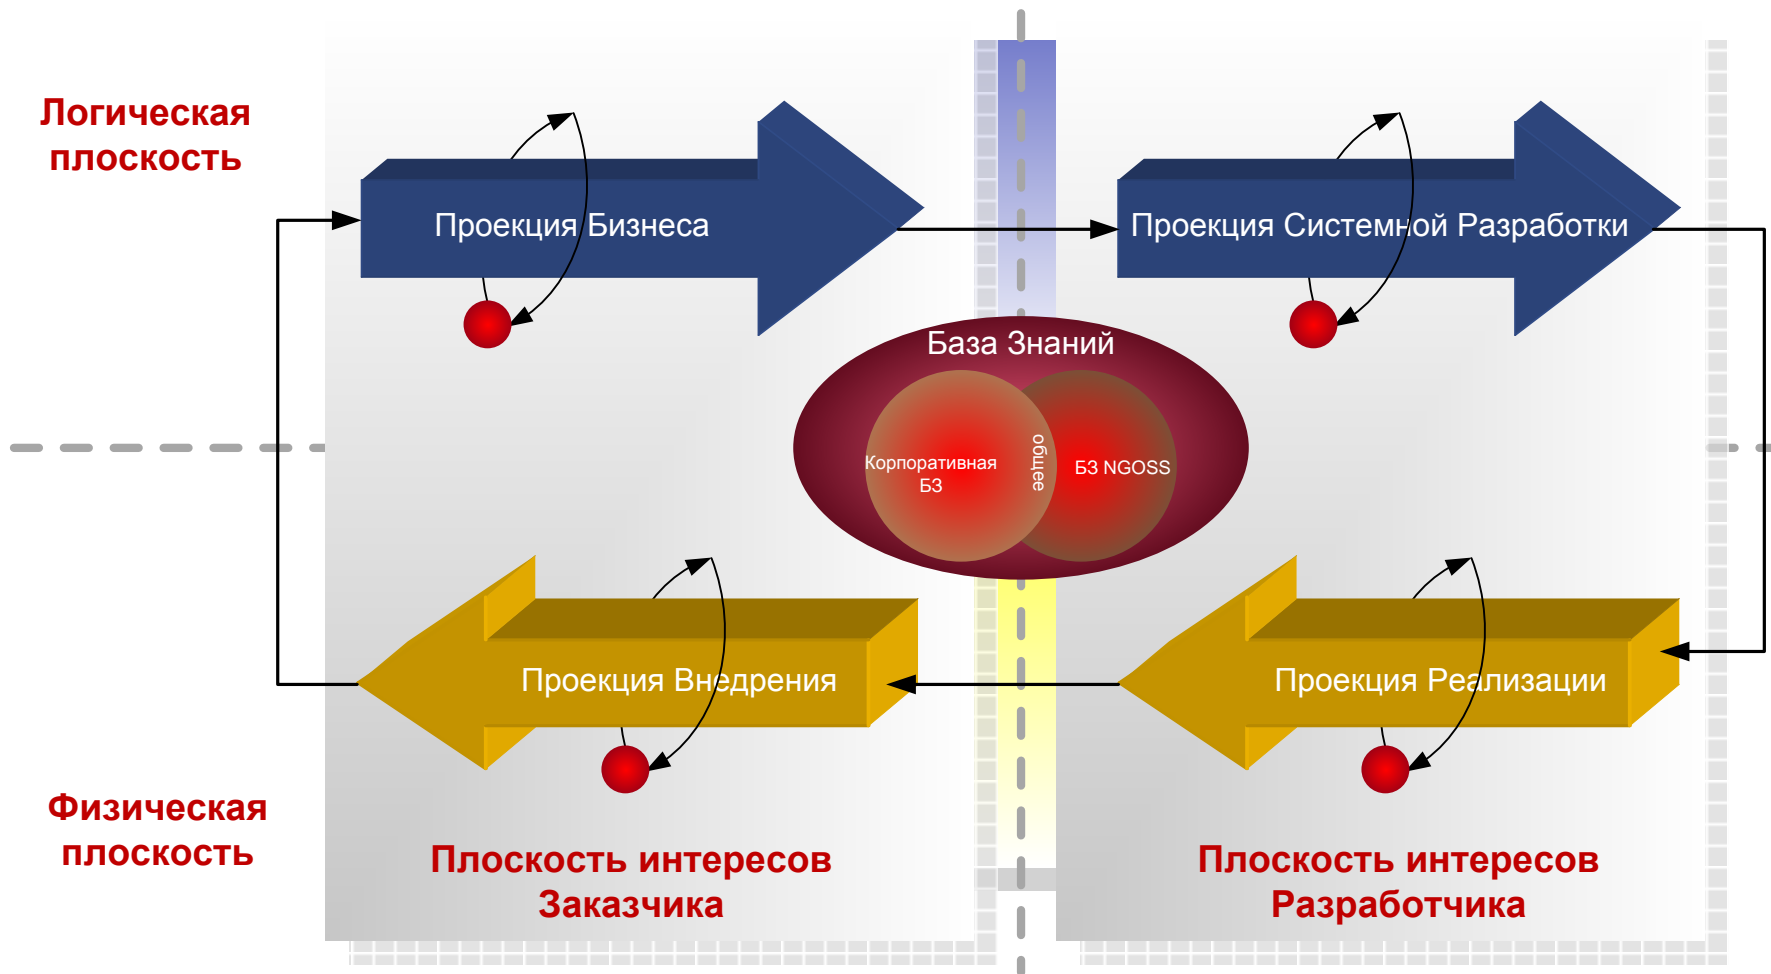 Логическая
плоскость
Проекция Бизнеса
Проекция Системной Разработки
База Знаний
Корпоративная
БЗ
общее
БЗ NGOSS
Проекция Внедрения
Проекция Реализации
Физическая
плоскость
Плоскость интересов
Заказчика
Плоскость интересов
Разработчика